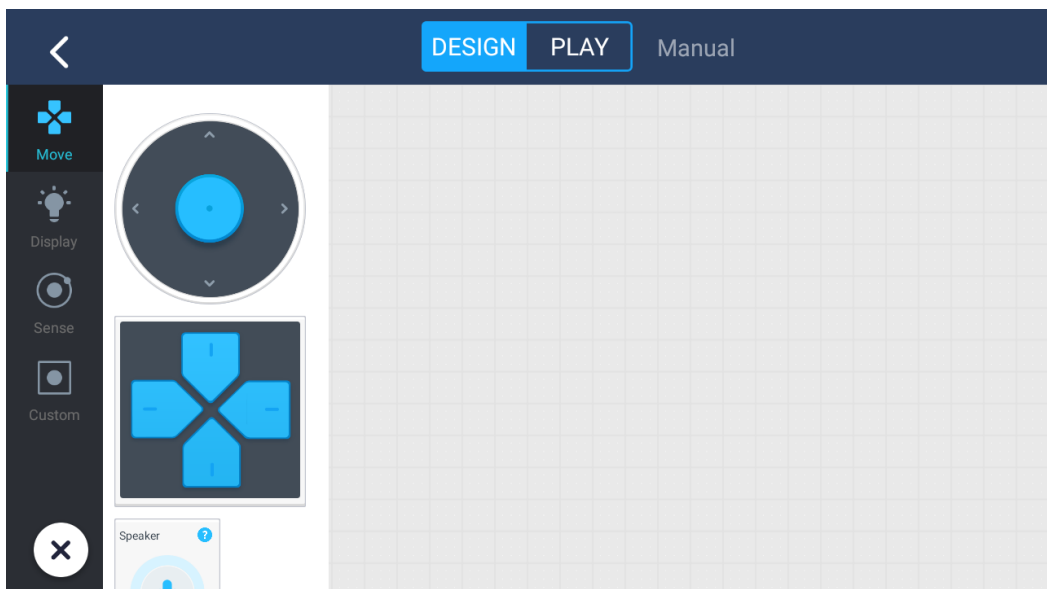 DESIGN PLAY Manual
Move
Display
Sense
Custom
Speaker ?